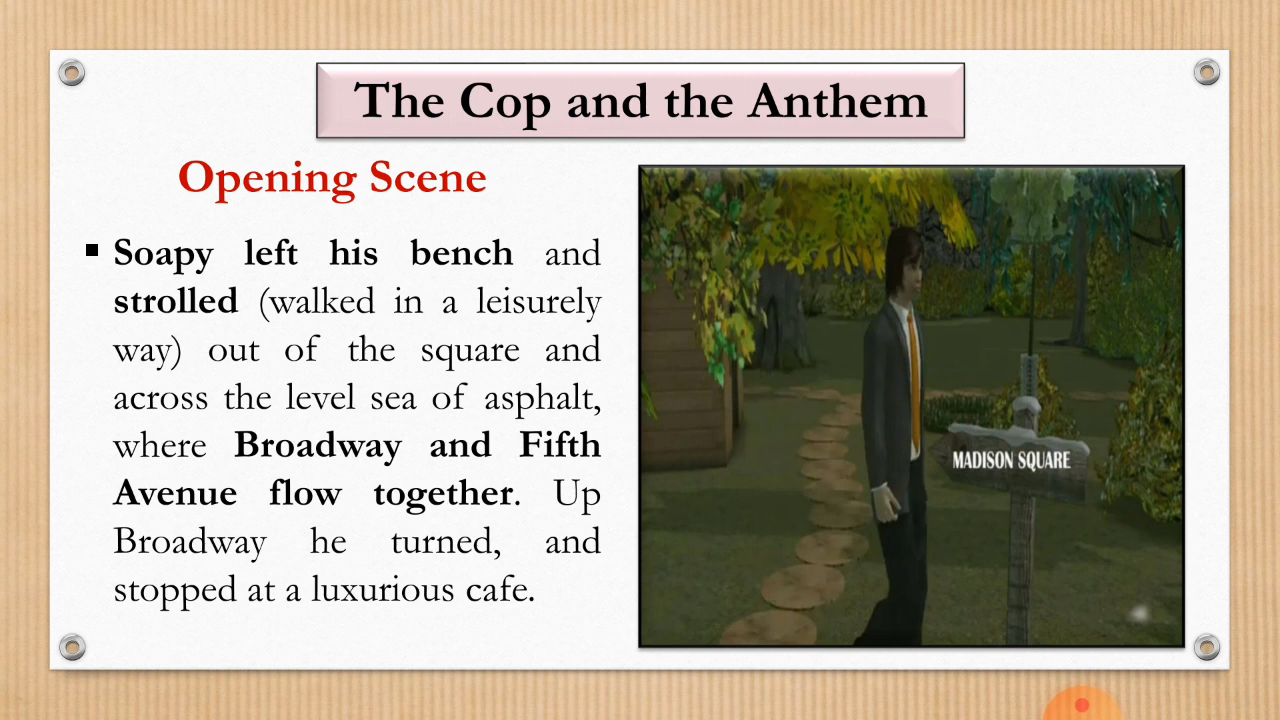 The Cop and the Anthem
Opening Scene
▪ Soapy left his bench and
strolled (walked in a leisurely
way) out of the square and
across the level sea of asphalt,
where Broadway and Fifth
Avenue flow together. Up
Broadway he turned, and
stopped at a luxurious cafe.
MADISON SQUARE